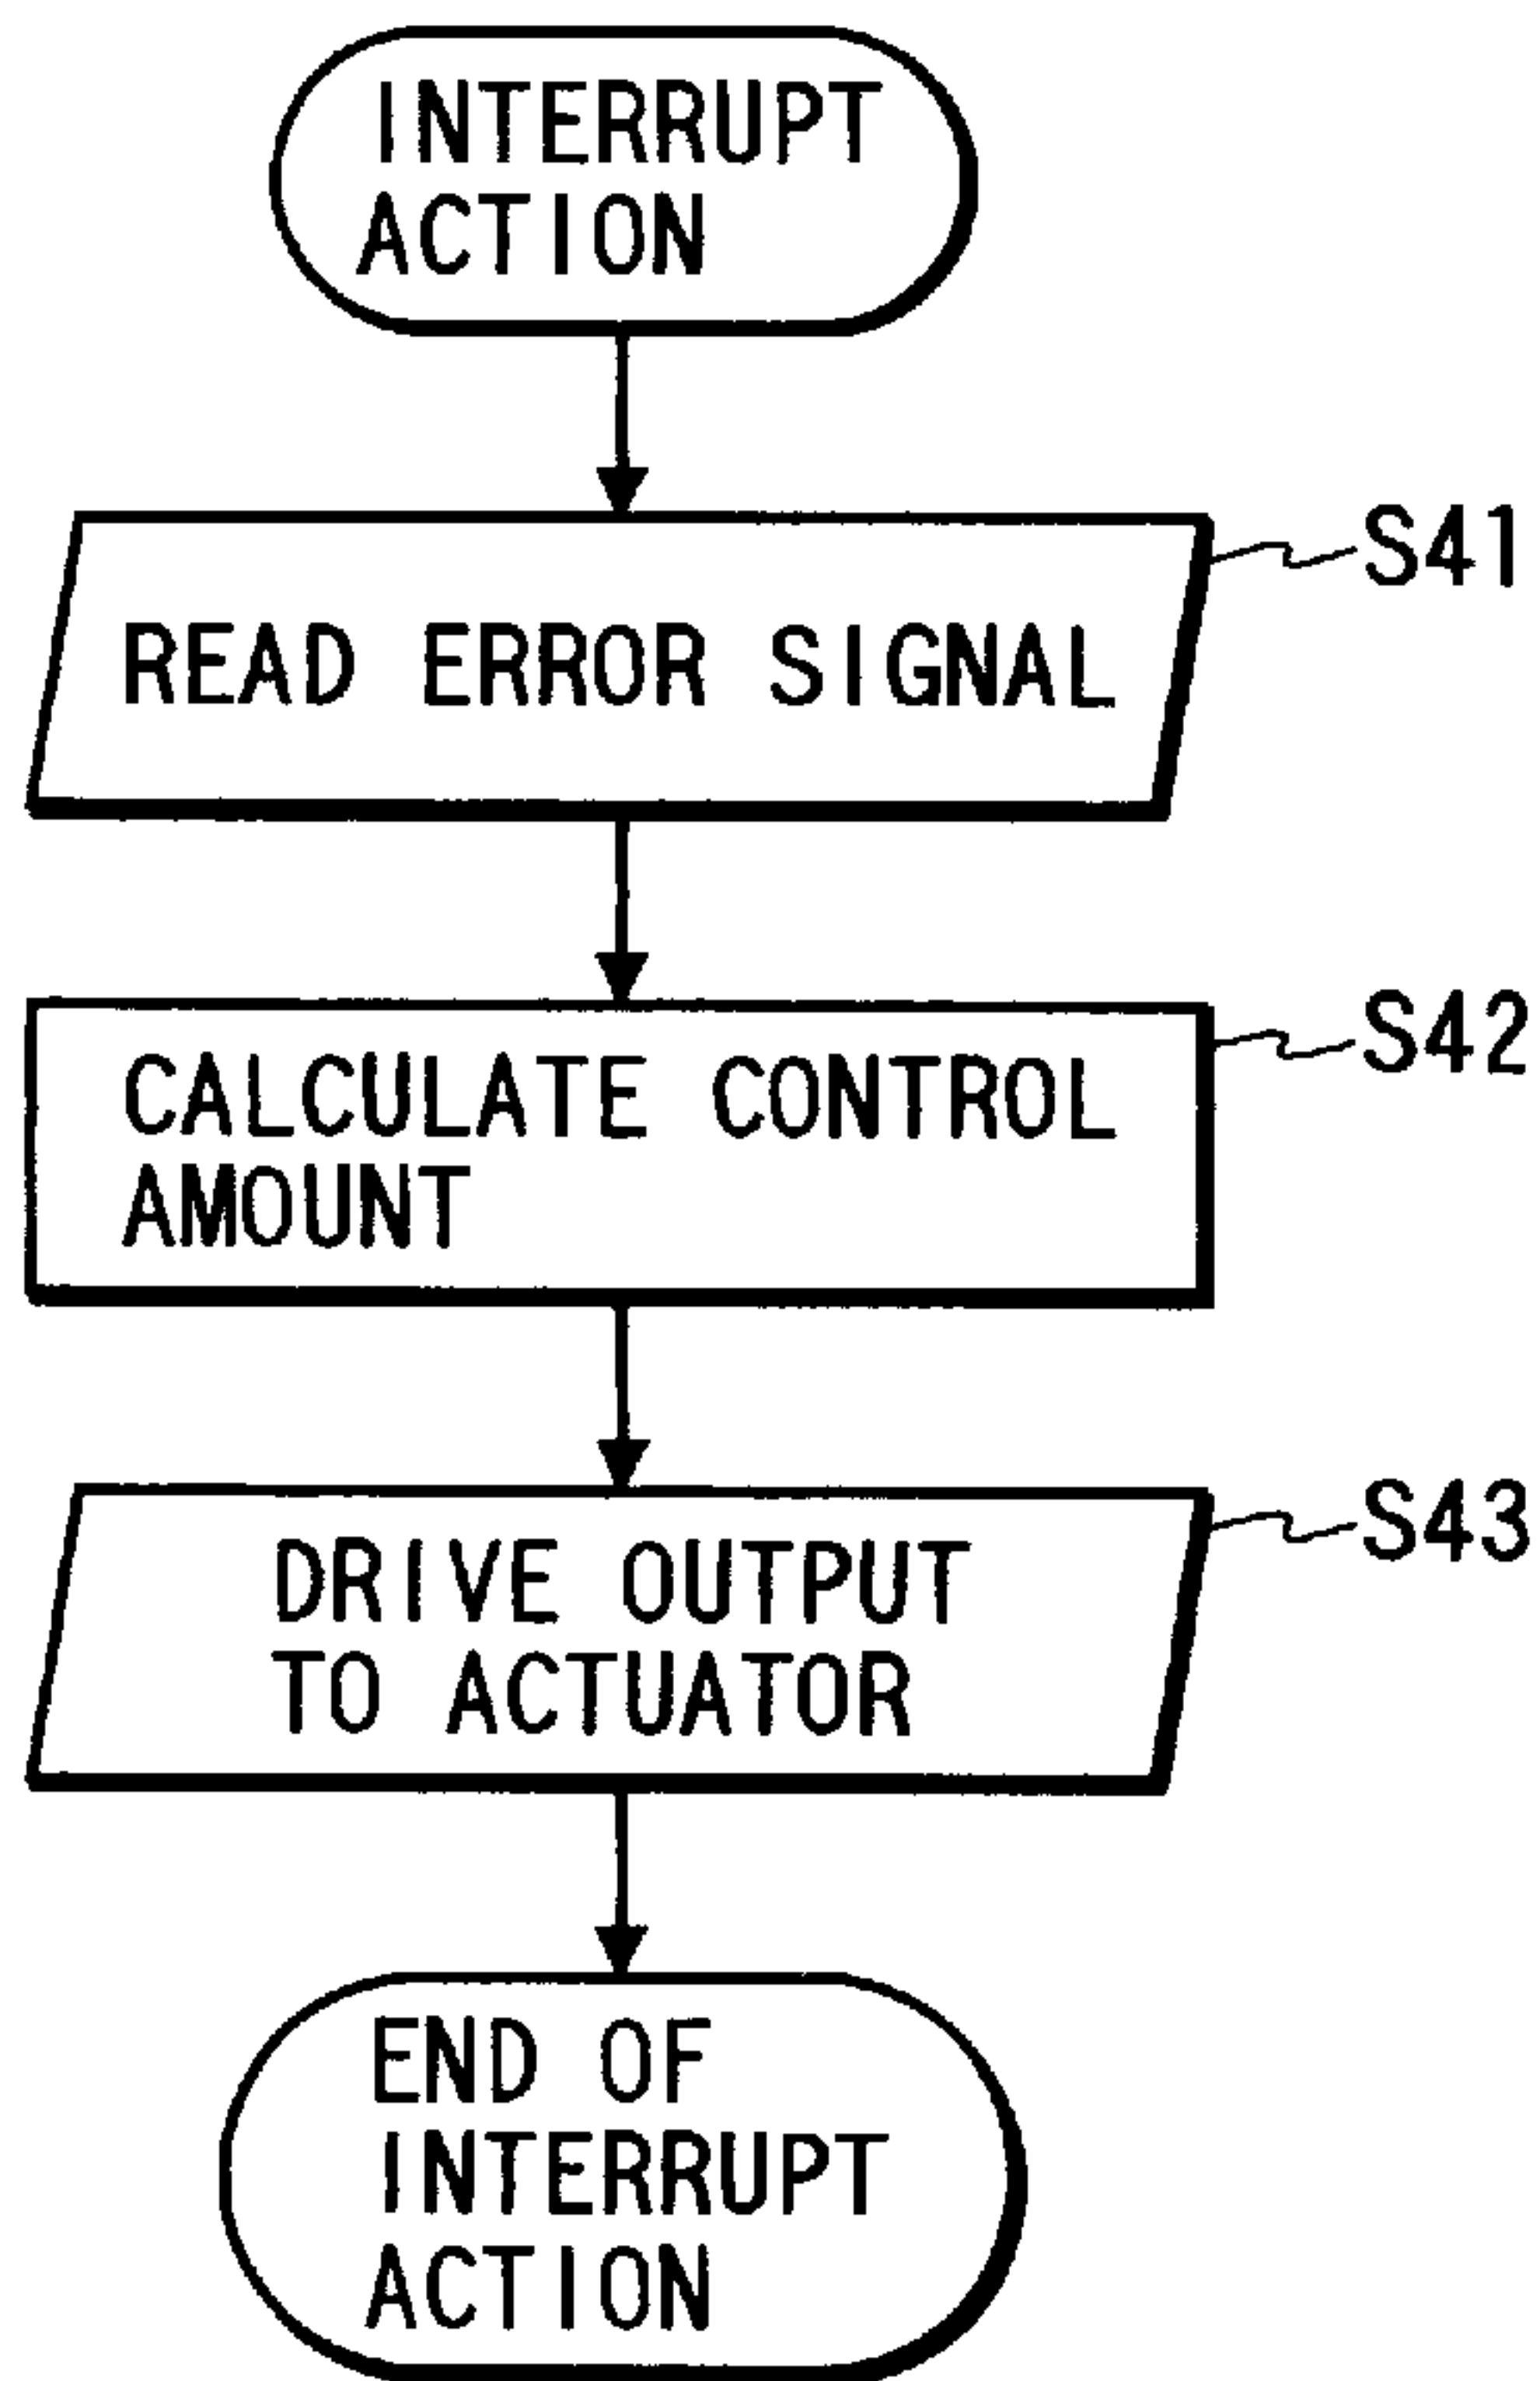 INTERRUPT
ACTION
S41
READ ERROR SIGNAL
S42
CALCULATE CONTROL
AMOUNT
S43
DRIVE OUTPUT
TO ACTUATOR
END OF
INTERRUPT
ACTION